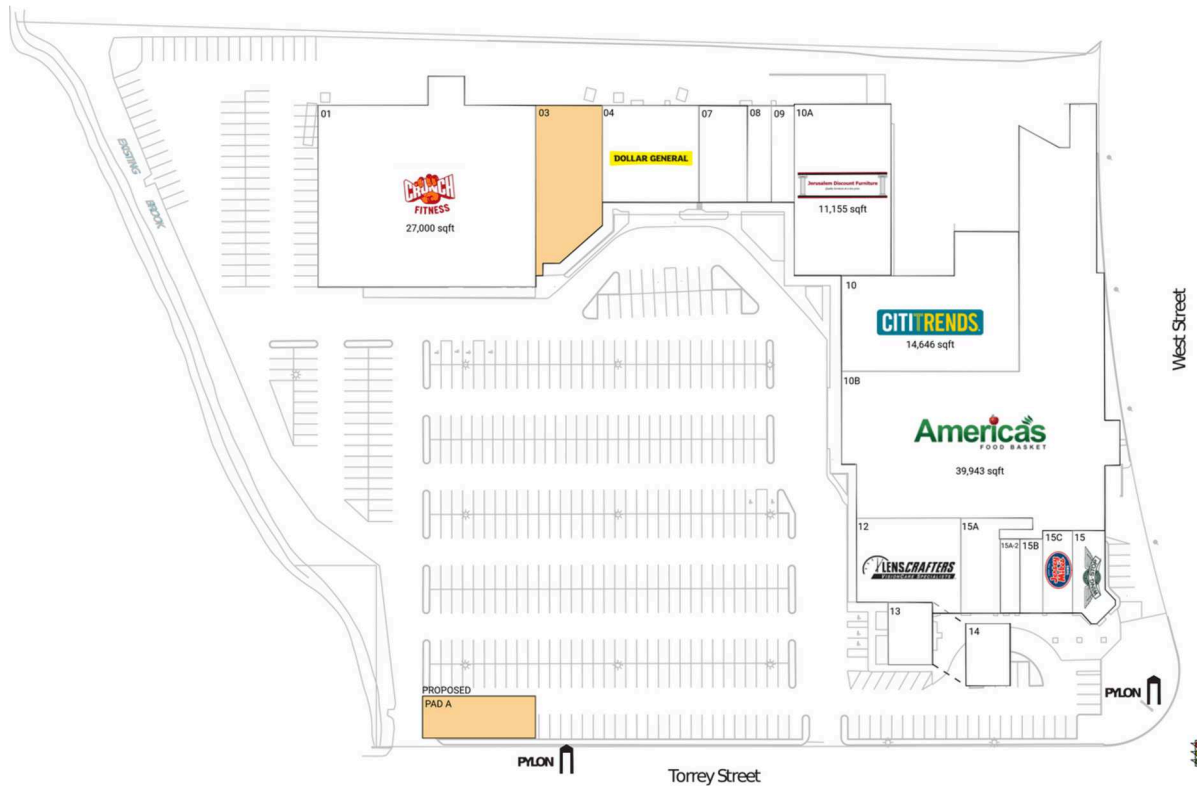 EXISTING
BROOK
01
CRUNCH
FITNESS
27,000 sqft
03
04
DOLLAR GENERAL
07
08
09
10A
Jerusalem Discount Furniture
11,155 sqft
10
CITITRENDS
14,646 sqft
10B
America's
FOOD BASKET
39,943 sqft
12
LENSCRAFTERS
15A
15A-2
15B
15C
15
13
14
PROPOSED
PAD A
PYLON
PYLON
Torrey Street
West Street